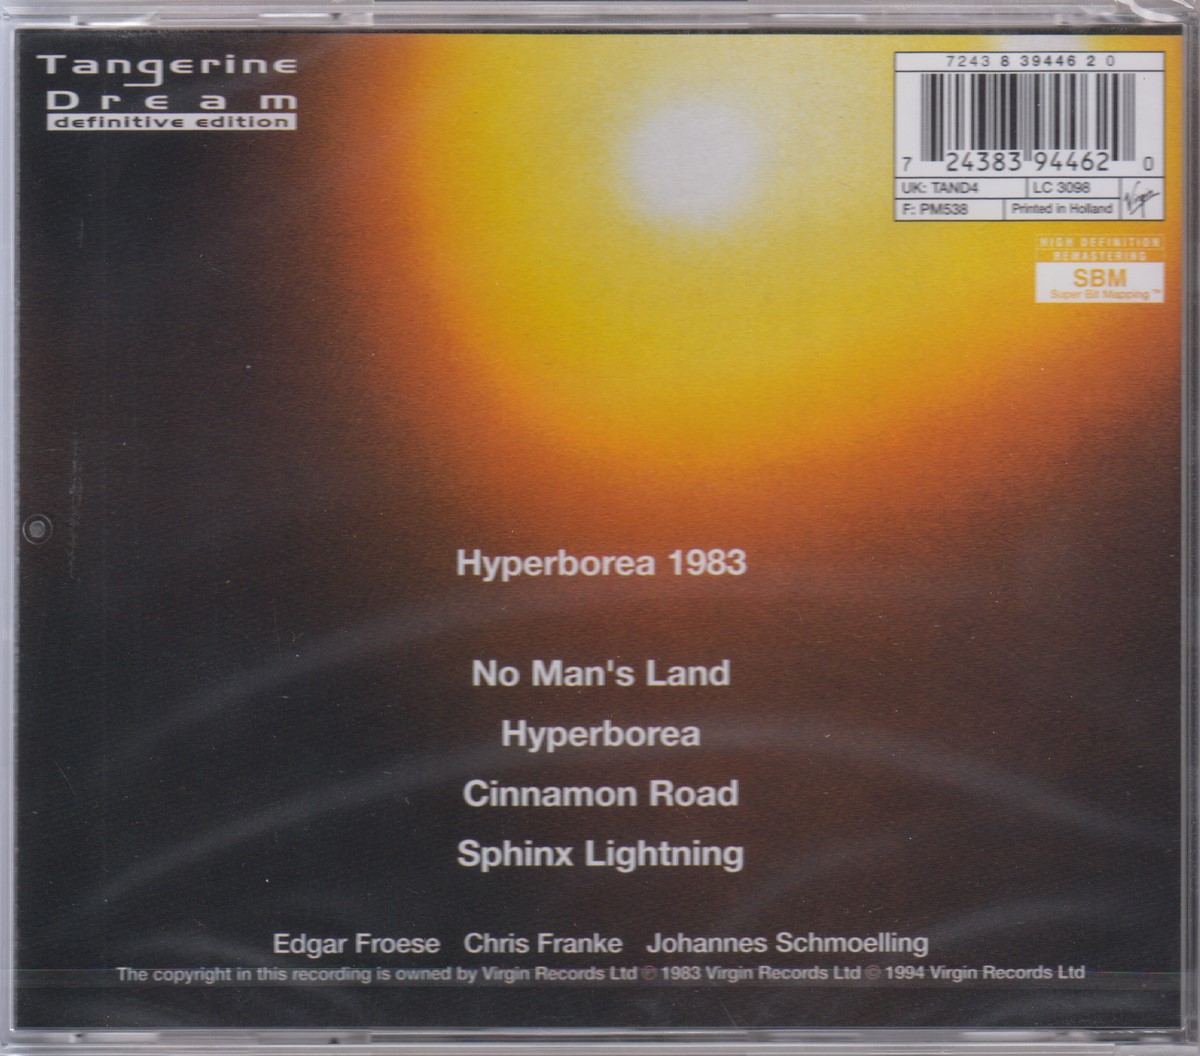 Tangerine
Dream
definitive edition
7243 8 39446 2 0
7 24383 94462 0
UK: TAND4
LC 3098
F: PM538
Printed in Holland
Virgin
HIGH DEFINITION
REMASTERING
SBM
Super Bit Mapping ™
Hyperborea 1983
No Man's Land
Hyperborea
Cinnamon Road
Sphinx Lightning
Edgar Froese Chris Franke Johannes Schmoelling
The copyright in this recording is owned by Virgin Records Ltd ℗ 1983 Virgin Records Ltd © 1994 Virgin Records Ltd